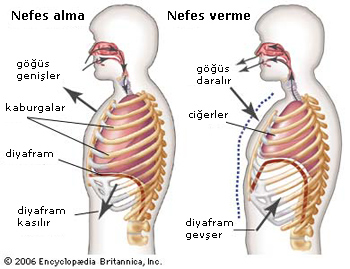 Nefes alma
göğüs
genişler
kaburgalar
diyafram
diyafram
kasılır
Nefes verme
göğüs
daralır
ciğerler
diyafram
gevşer
© 2006 Encyclopædia Britannica, Inc.